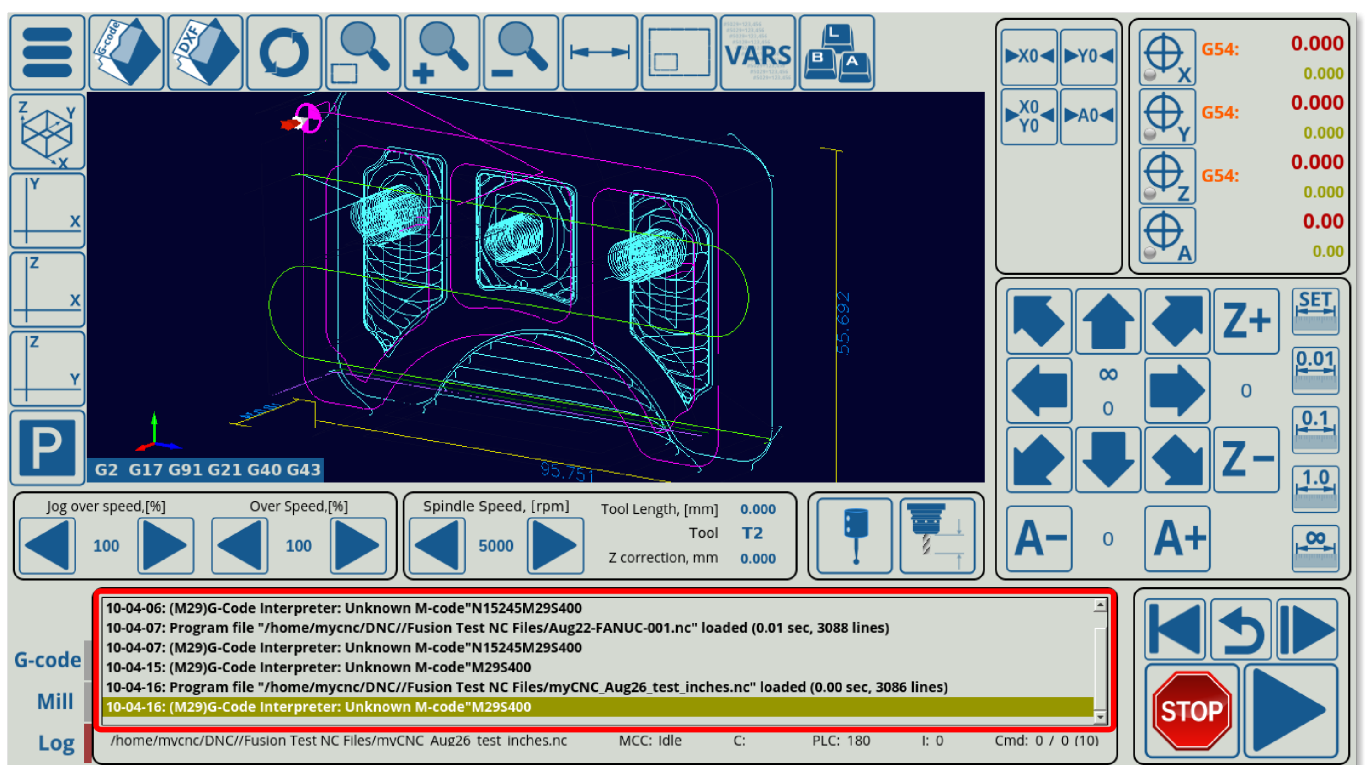 G-code
DXF
VARS
L
B A
X0 Y0
X0 Y0 A0
X G54: 0.000
0.000
Y G54: 0.000
0.000
Z G54: 0.000
0.000
A 0.00
0.00
Z Y X
Y X
Z X
Z Y
P
55.692
95.751
G2 G17 G91 G21 G40 G43
Z+ SET
∞ 0.01
0 0
0.1
Z- 1.0
A- 0 A+ ∞
Jog over speed,[%] Over Speed,[%] Spindle Speed, [rpm] Tool Length, [mm] 0.000
100 100 5000 Tool T2
Z correction, mm 0.000
10-04-06: (M29)G-Code Interpreter: Unknown M-code"N15245M29S400
10-04-07: Program file "/home/mycnc/DNC//Fusion Test NC Files/Aug22-FANUC-001.nc" loaded (0.01 sec, 3088 lines)
10-04-07: (M29)G-Code Interpreter: Unknown M-code"N15245M29S400
10-04-15: (M29)G-Code Interpreter: Unknown M-code"M29S400
10-04-16: Program file "/home/mycnc/DNC//Fusion Test NC Files/myCNC_Aug26_test_inches.nc" loaded (0.00 sec, 3086 lines)
10-04-16: (M29)G-Code Interpreter: Unknown M-code"M29S400
G-code
Mill
Log
/home/mycnc/DNC//Fusion Test NC Files/myCNC_Aug26_test_inches.nc MCC: Idle C: PLC: 180 I: 0 Cmd: 0 / 0 (10)
STOP